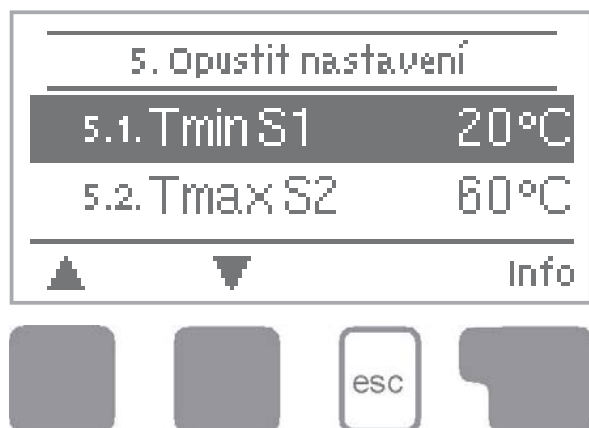 5. Opustit nastavení
5.1. Tmin S1 20°C
5.2. Tmax S2 60°C
Info
esc